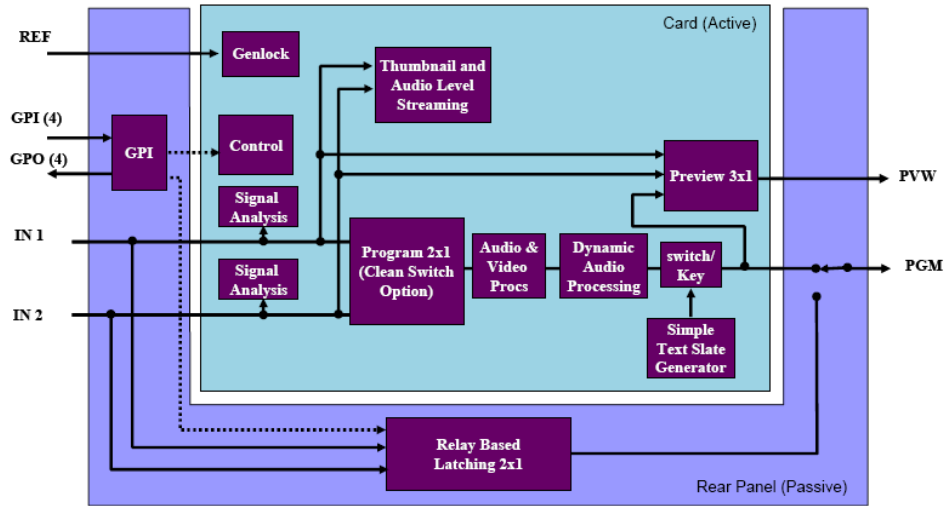 Card (Active)
REF
Genlock
Thumbnail and
Audio Level
Streaming
GPI (4)
GPO (4)
GPI
Control
Preview 3x1
PVW
Signal
Analysis
IN 1
Program 2x1
(Clean Switch
Option)
Audio &
Video
Procs
Dynamic
Audio
Processing
switch/
Key
PGM
Signal
Analysis
IN 2
Simple
Text Slate
Generator
Relay Based
Latching 2x1
Rear Panel (Passive)